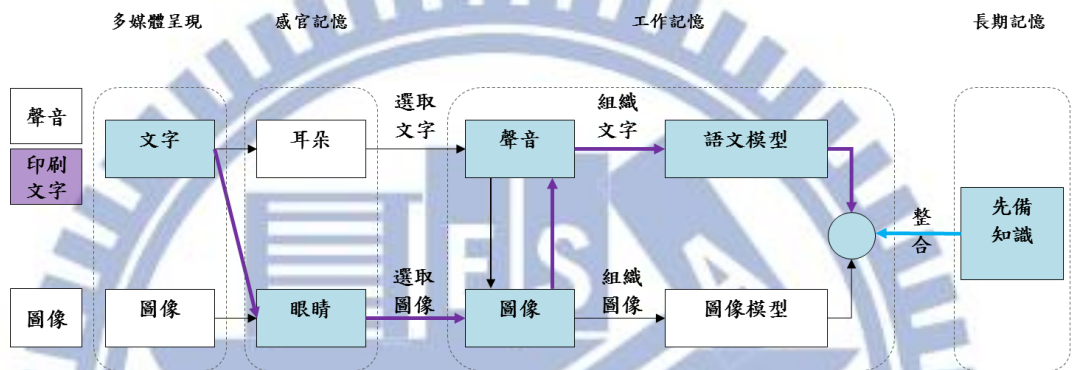 多媒體呈現
感官記憶
工作記憶
長期記憶
聲音
印刷
文字
圖像
文字
圖像
耳朵
眼睛
選取
文字
選取
圖像
聲音
圖像
組織
文字
組織
圖像
語文模型
圖像模型
整
合
先備
知識
ESA